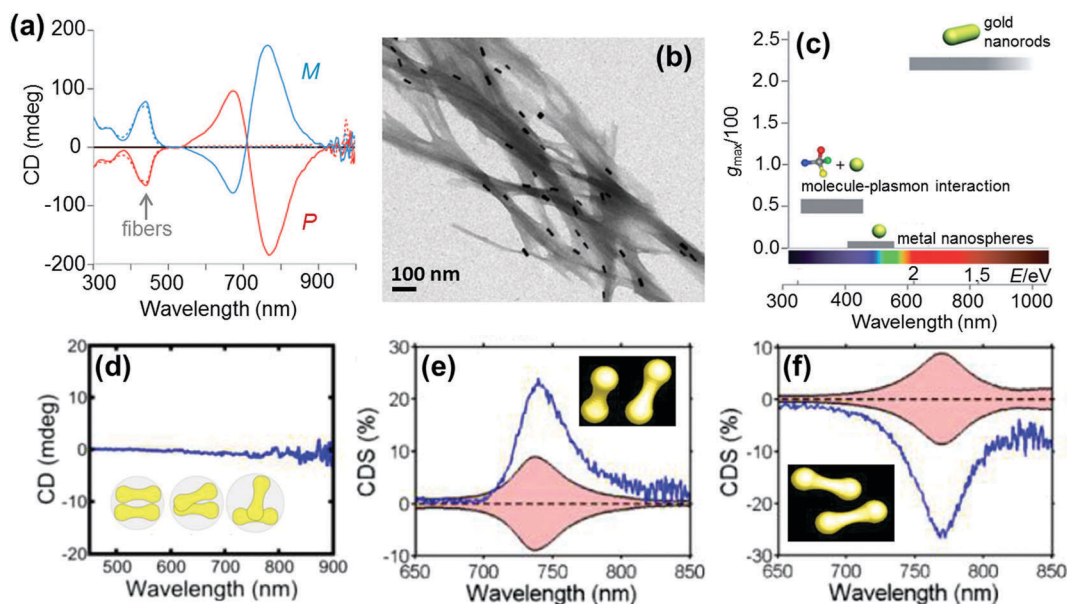 (a)
200
100
0
-100
-200
CD (mdeg)
M
P
fibers
300
500
700
900
Wavelength (nm)
(b)
100 nm
(c)
2.5
2.0
1.5
1.0
0.5
0.0
gmax/100
gold
nanorods
+
molecule-plasmon interaction
metal nanospheres
2
1,5
E/eV
300
400
600
800
1000
Wavelength (nm)
(d)
20
10
0
-10
-20
CD (mdeg)
500
600
700
800
900
Wavelength (nm)
(e)
30
20
10
0
-10
CDS (%)
650
700
750
800
850
Wavelength (nm)
(f)
10
0
-10
-20
-30
CDS (%)
650
700
750
800
850
Wavelength (nm)